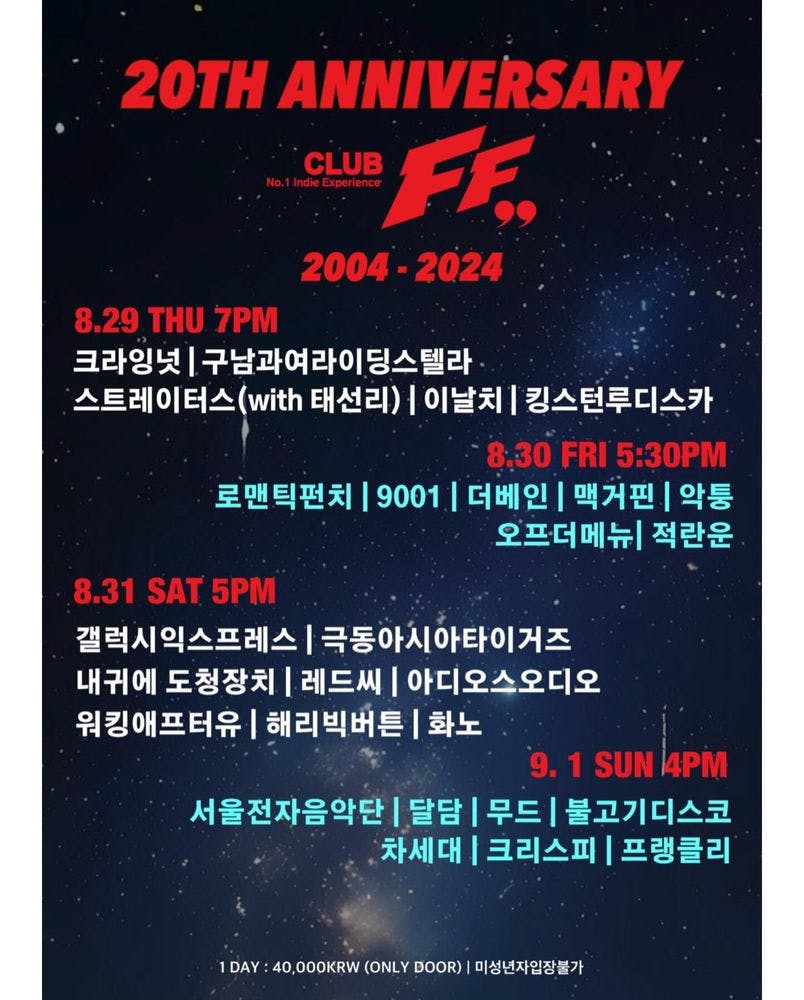 20TH ANNIVERSARY
CLUB FF,,
No.1 Indie Experience
2004 - 2024
8.29 THU 7PM
크라잉넛 | 구남과여라이딩스텔라
스트레이터스(with 태선리) | 이날치 | 킹스턴루디스카
8.30 FRI 5:30PM
로맨틱펀치 | 9001 | 더베인 | 맥거핀 | 악퉁
오프더메뉴 | 적란운
8.31 SAT 5PM
갤럭시익스프레스 | 극동아시아타이거즈
내귀에 도청장치 | 레드씨 | 아디오스오디오
워킹애프터유 | 해리빅버튼 | 화노
9. 1 SUN 4PM
서울전자음악단 | 달담 | 무드 | 불고기디스코
차세대 | 크리스피 | 프랭클리
1 DAY : 40,000KRW (ONLY DOOR) | 미성년자입장불가